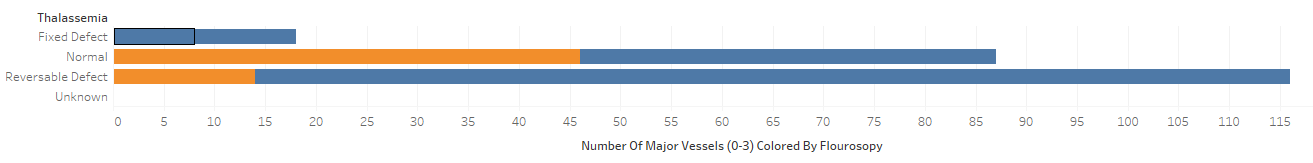 Thalassemia
Fixed Defect
Normal
Reversable Defect
Unknown
0 5 10 15 20 25 30 35 40 45 50 55 60 65 70 75 80 85 90 95 100 105 110 115
Number Of Major Vessels (0-3) Colored By Flourosopy